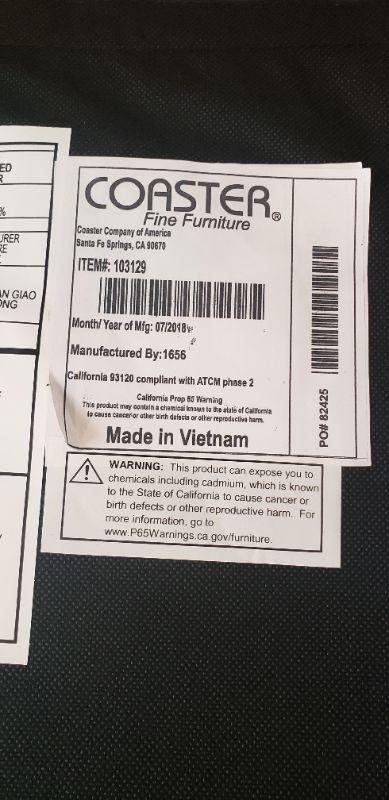 ED
R
%
URER
RE
AN GIAO
ONG
COASTER®
Fine Furniture
Coaster Company of America
Santa Fe Springs, CA 90670
ITEM#: 103129
Month/ Year of Mfg: 07/2018
Manufactured By:1656
California 93120 compliant with ATCM phase 2
California Prop 65 Warning
This product may contain a chemical known to the state of California
to cause cancer or other birth defects or other reproductive harm.
Made in Vietnam
PO# 82425
WARNING: This product can expose you to
chemicals including cadmium, which is known
to the State of California to cause cancer or
birth defects or other reproductive harm. For
more information, go to
www.P65Warnings.ca.gov/furniture.